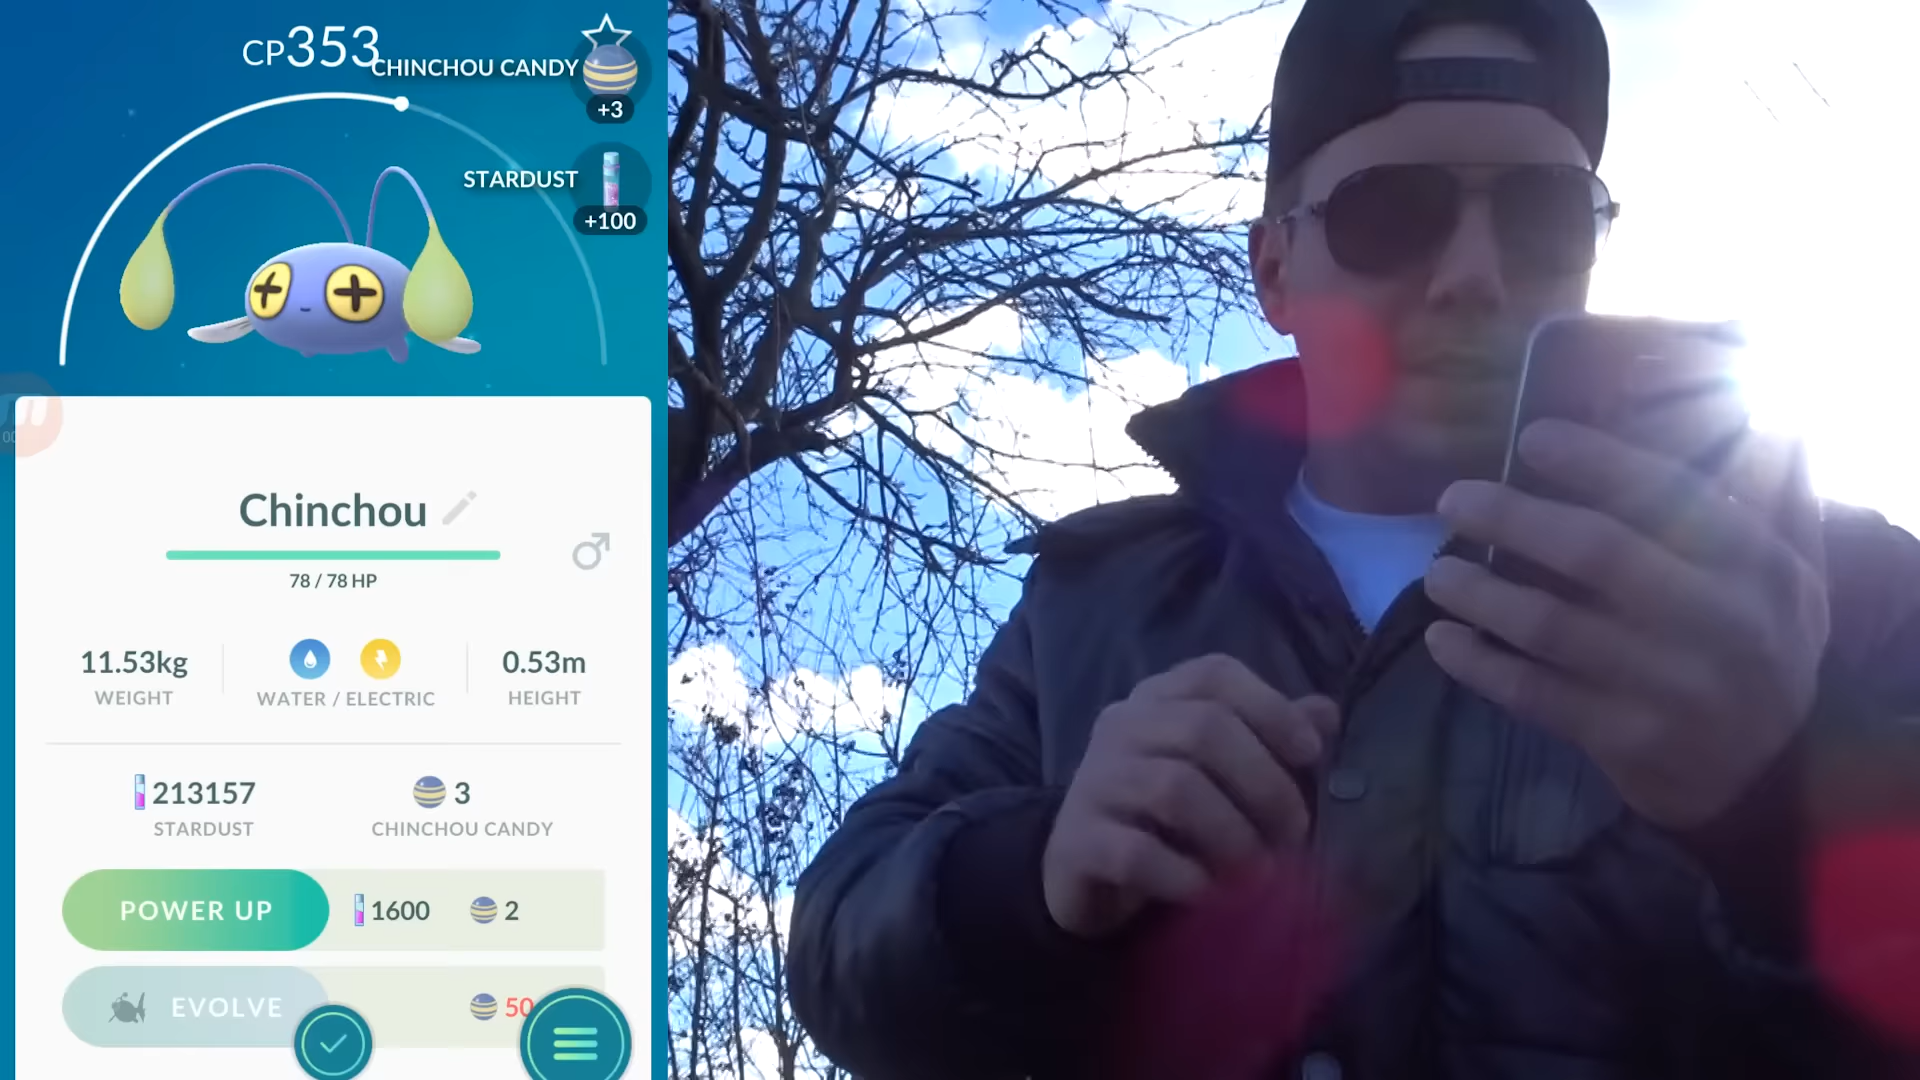 CP353
CHINCHOU CANDY
+3
STARDUST
+100
Chinchou
78 / 78 HP
11.53kg
WEIGHT
WATER / ELECTRIC
0.53m
HEIGHT
213157
STARDUST
3
CHINCHOU CANDY
POWER UP
1600
2
EVOLVE
50